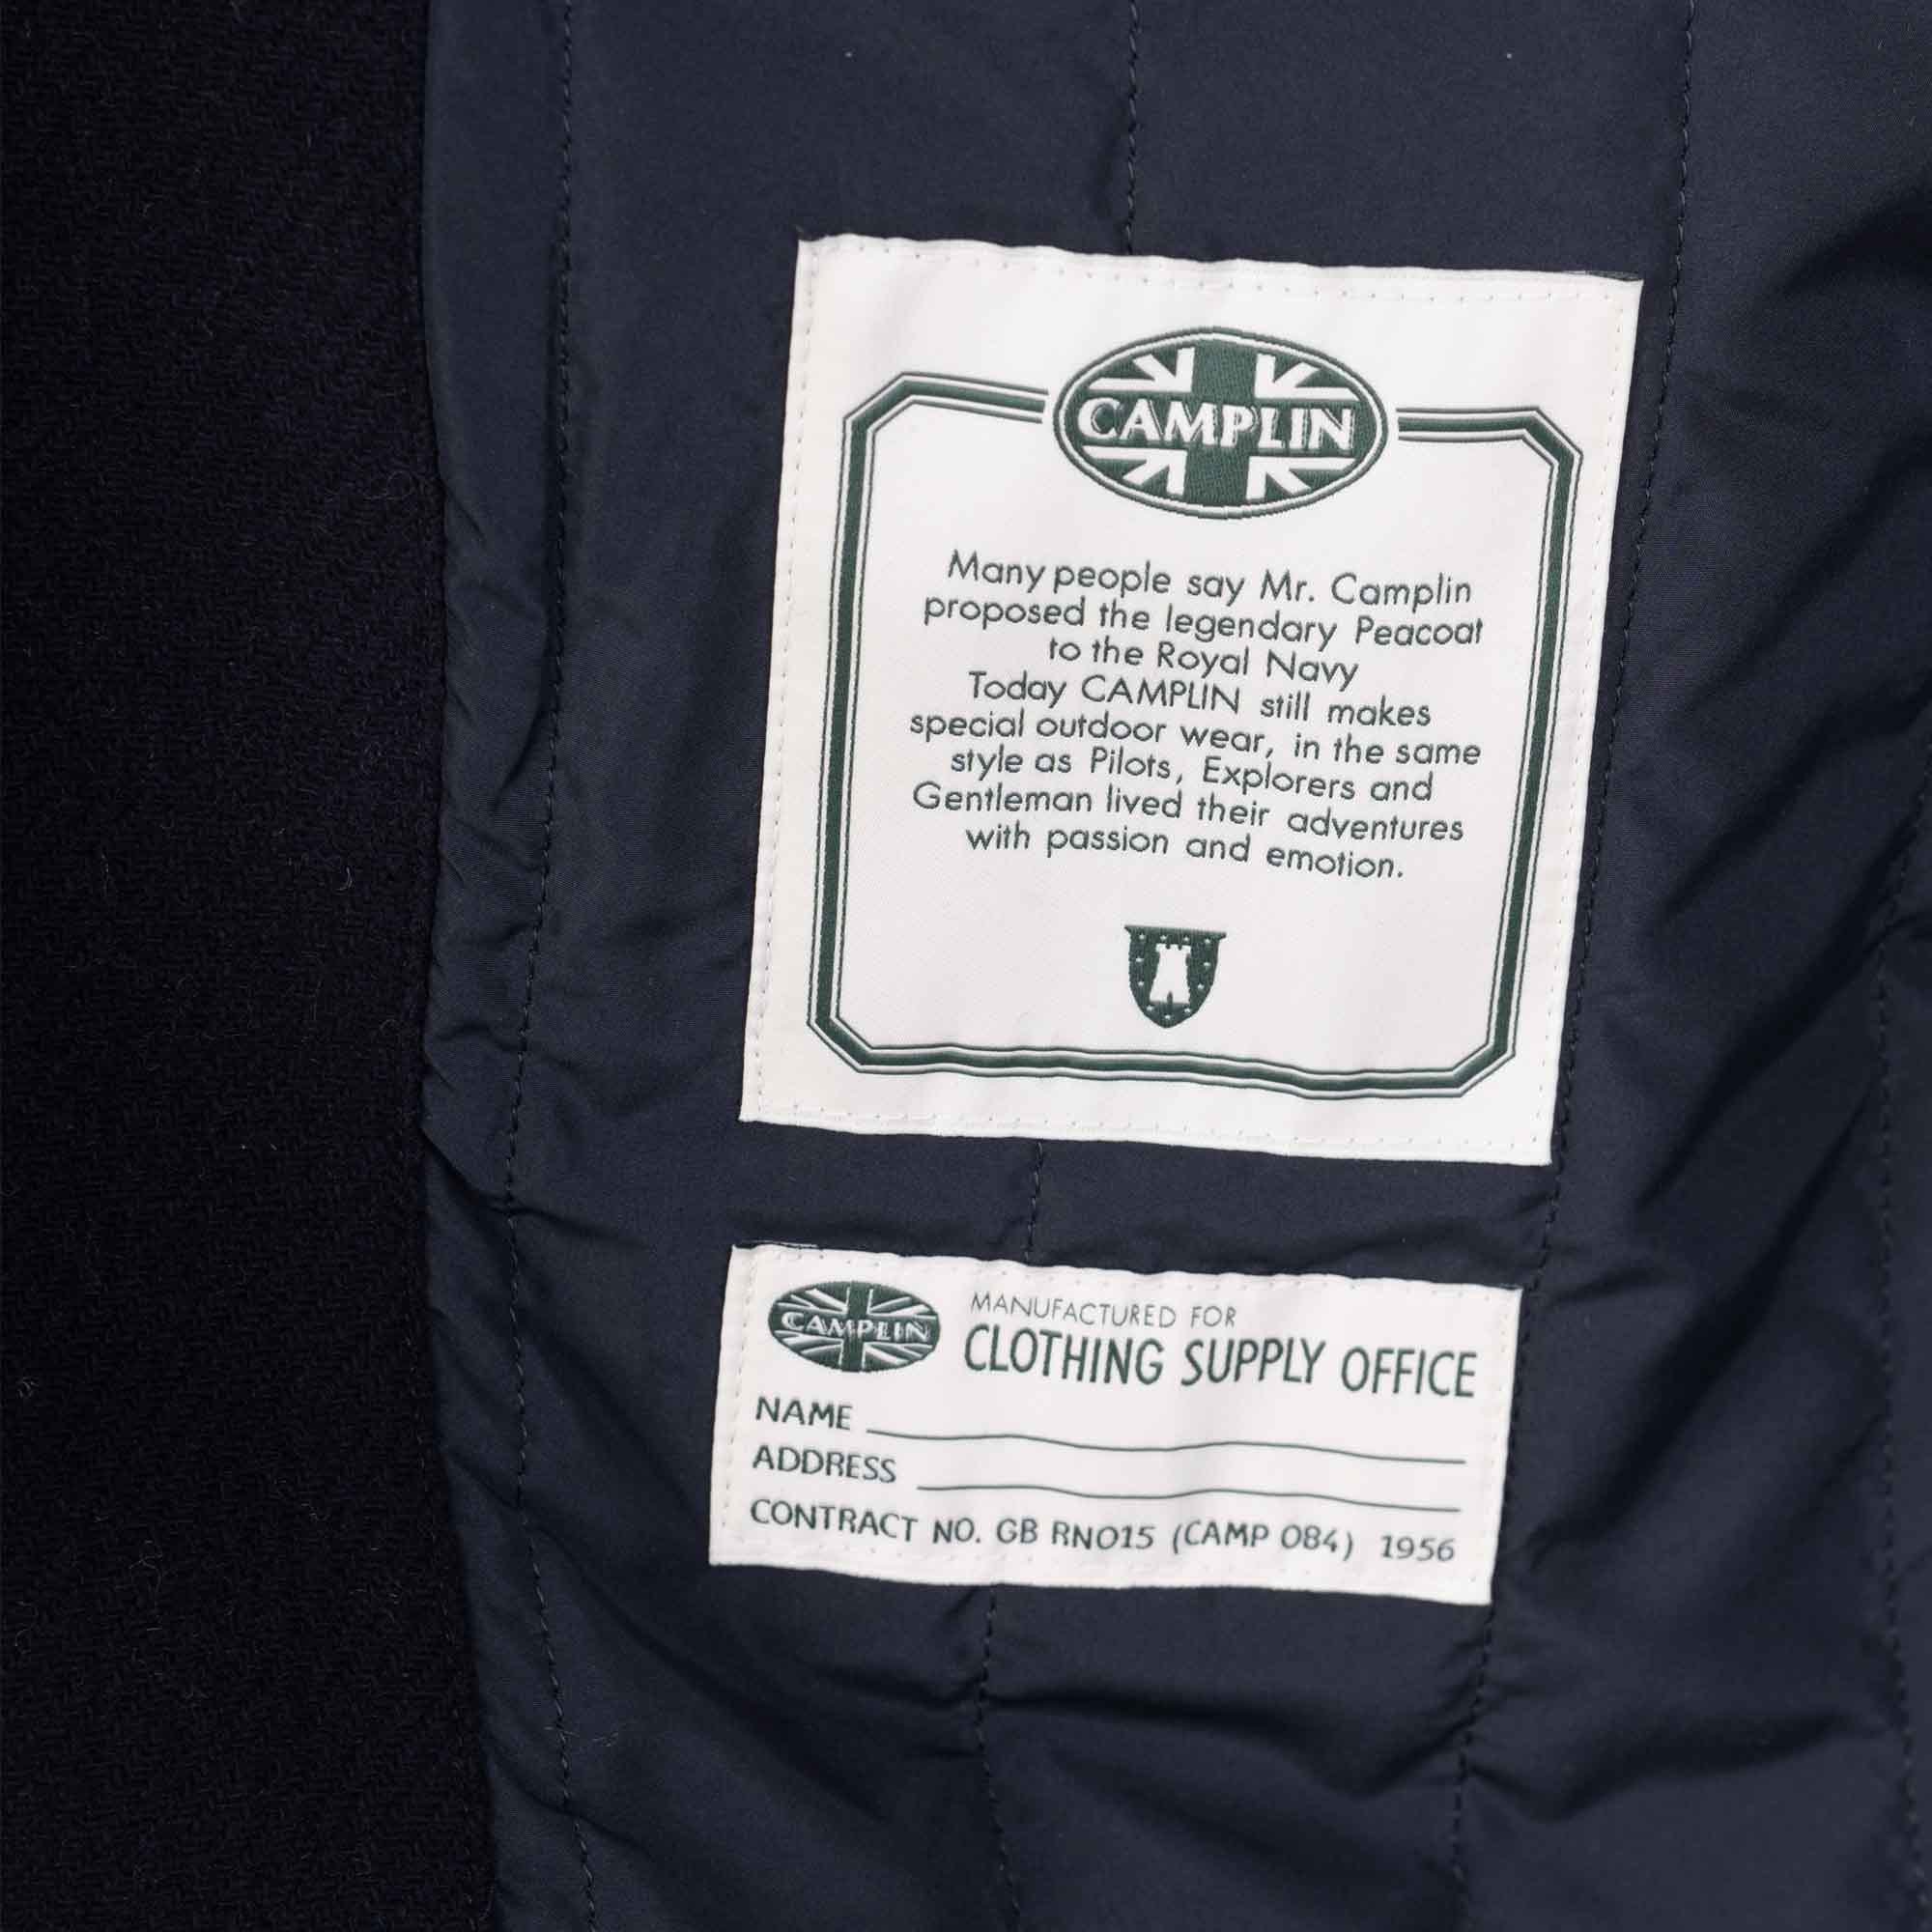 CAMPLIN
Many people say Mr. Camplin
proposed the legendary Peacoat
to the Royal Navy
Today CAMPLIN still makes
special outdoor wear, in the same
style as Pilots, Explorers and
Gentleman lived their adventures
with passion and emotion.
CAMPLIN
MANUFACTURED FOR
CLOTHING SUPPLY OFFICE
NAME
ADDRESS
CONTRACT NO. GB RN015 (CAMP 084) 1956